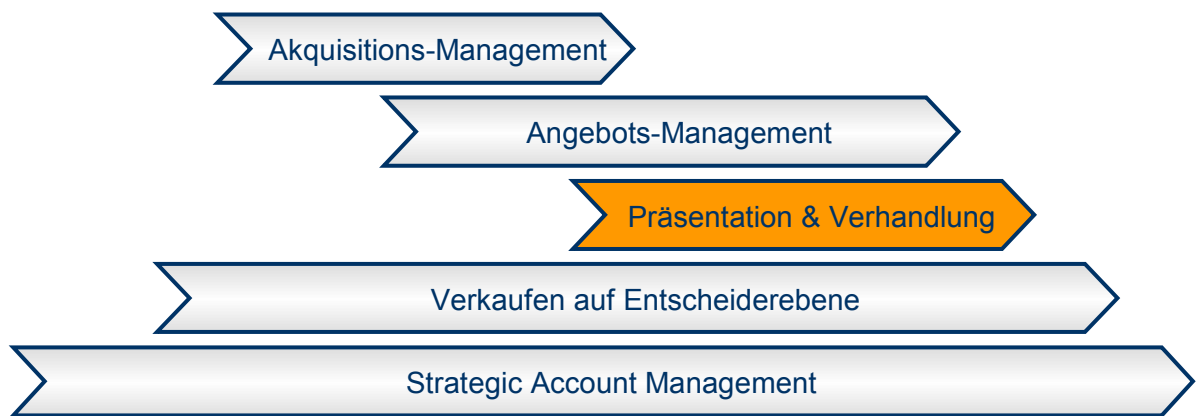 Akquisitions-Management
Angebots-Management
Präsentation & Verhandlung
Verkaufen auf Entscheiderebene
Strategic Account Management